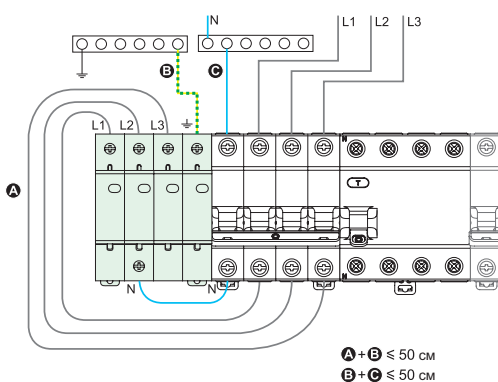 N
L1 L2 L3
B C
L1 L2 L3
N
N
T
A
N N
N
A + B ⩽ 50 см
B + C ⩽ 50 см